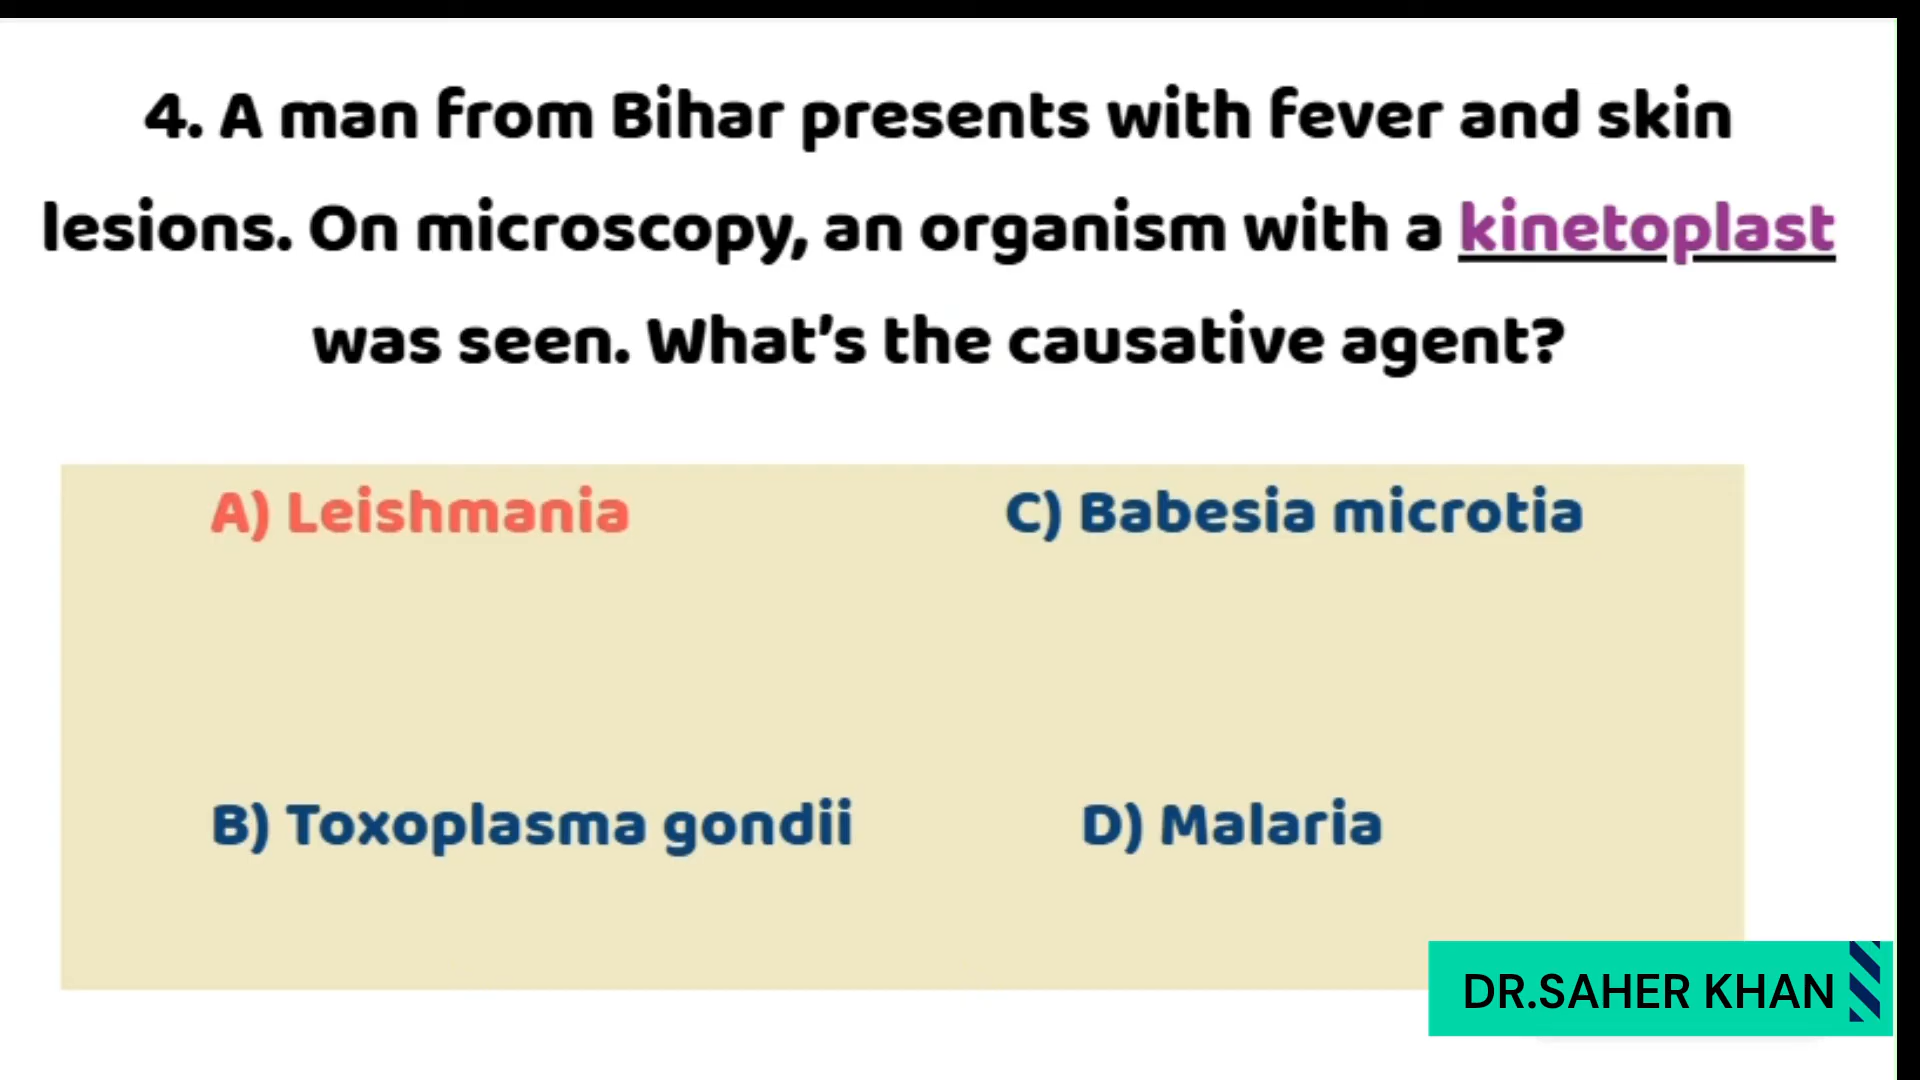 4. A man from Bihar presents with fever and skin
lesions. On microscopy, an organism with a kinetoplast
was seen. What’s the causative agent?
A) Leishmania
C) Babesia microtia
B) Toxoplasma gondii
D) Malaria
DR.SAHER KHAN